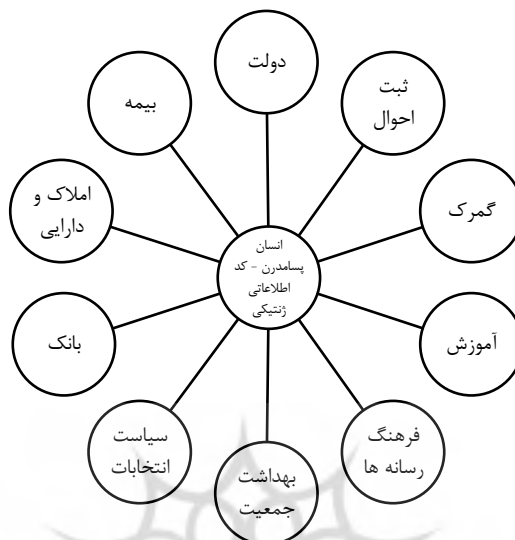 دولت
ثبت
احوال
گمرک
آموزش
فرهنگ
رسانه ها
بهداشت
جمعیت
سیاست
انتخابات
بانک
املاک و
دارایی
بیمه
انسان
پسامدرن - کد
اطلاعاتی
ژنتیکی